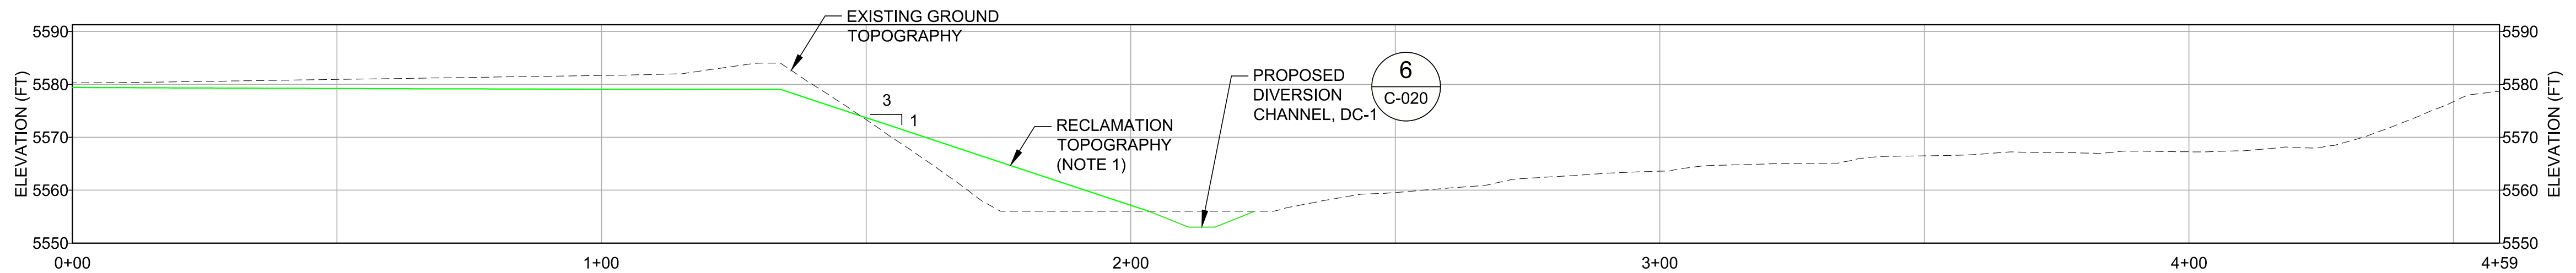 EXISTING GROUND
TOPOGRAPHY
5590
5580
5570
5560
5550
ELEVATION (FT)
3
1
RECLAMATION
TOPOGRAPHY
(NOTE 1)
PROPOSED
DIVERSION
CHANNEL, DC-1
6
C-020
5590
5580
5570
5560
5550
ELEVATION (FT)
0+00
1+00
2+00
3+00
4+00
4+59